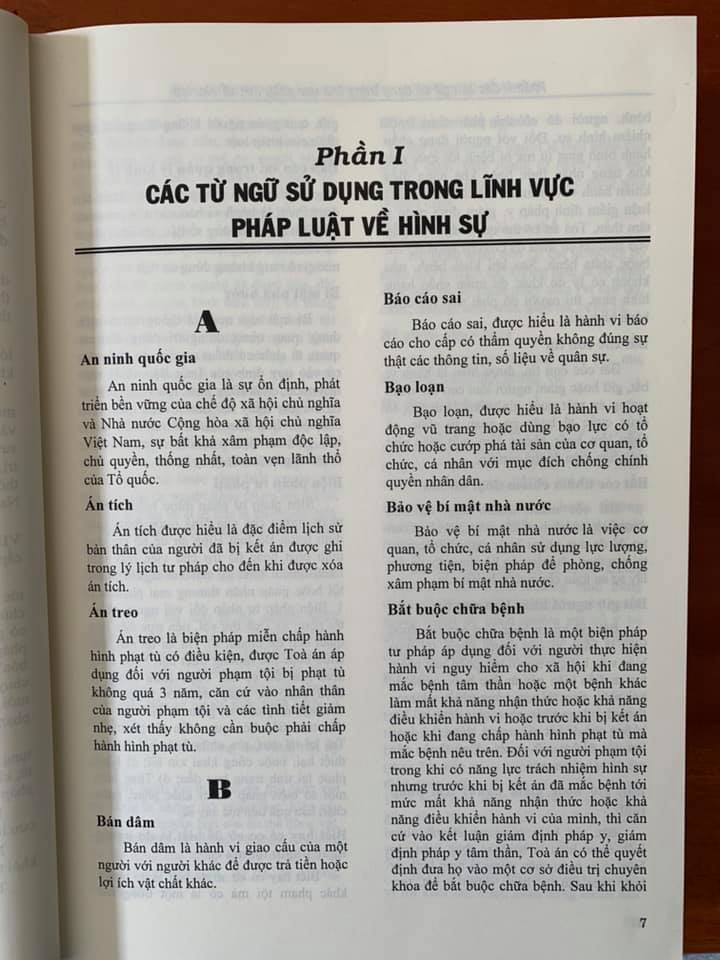 Phần I
CÁC TỪ NGỮ SỬ DỤNG TRONG LĨNH VỰC
PHÁP LUẬT VỀ HÌNH SỰ
A
An ninh quốc gia
An ninh quốc gia là sự ổn định, phát
triển bền vững của chế độ xã hội chủ nghĩa
và Nhà nước Cộng hòa xã hội chủ nghĩa
Việt Nam, sự bất khả xâm phạm độc lập,
chủ quyền, thống nhất, toàn vẹn lãnh thổ
của Tổ quốc.
Án tích
Án tích được hiểu là đặc điểm lịch sử
bản thân của người đã bị kết án được ghi
trong lý lịch tư pháp cho đến khi được xóa
án tích.
Án treo
Án treo là biện pháp miễn chấp hành
hình phạt tù có điều kiện, được Toà án áp
dụng đối với người phạm tội bị phạt tù
không quá 3 năm, căn cứ vào nhân thân
của người phạm tội và các tình tiết giảm
nhẹ, xét thấy không cần buộc phải chấp
hành hình phạt tù.
B
Bán dâm
Bán dâm là hành vi giao cấu của một
người với người khác để được trả tiền hoặc
lợi ích vật chất khác.
Báo cáo sai
Báo cáo sai, được hiểu là hành vi báo
cáo cho cấp có thẩm quyền không đúng sự
thật các thông tin, số liệu về quân sự.
Bạo loạn
Bạo loạn, được hiểu là hành vi hoạt
động vũ trang hoặc dùng bạo lực có tổ
chức hoặc cướp phá tài sản của cơ quan, tổ
chức, cá nhân với mục đích chống chính
quyền nhân dân.
Bảo vệ bí mật nhà nước
Bảo vệ bí mật nhà nước là việc cơ
quan, tổ chức, cá nhân sử dụng lực lượng,
phương tiện, biện pháp để phòng, chống
xâm phạm bí mật nhà nước.
Bắt buộc chữa bệnh
Bắt buộc chữa bệnh là một biện pháp
tư pháp áp dụng đối với người thực hiện
hành vi nguy hiểm cho xã hội khi đang
mắc bệnh tâm thần hoặc một bệnh khác
làm mất khả năng nhận thức hoặc khả năng
điều khiển hành vi hoặc trước khi bị kết án
hoặc khi đang chấp hành hình phạt tù mà
mắc bệnh nêu trên. Đối với người phạm tội
trong khi có năng lực trách nhiệm hình sự
nhưng trước khi bị kết án đã mắc bệnh tới
mức mất khả năng nhận thức hoặc khả
năng điều khiển hành vi của mình, thì căn
cứ vào kết luận giám định pháp y, giám
định pháp y tâm thần, Toà án có thể quyết
định đưa họ vào một cơ sở điều trị chuyên
khoa để bắt buộc chữa bệnh. Sau khi khỏi
7